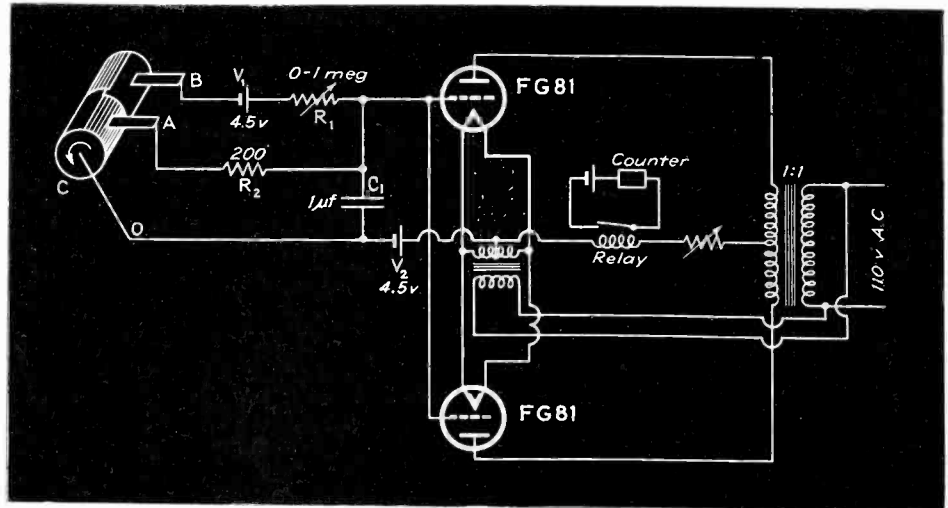 B
V1
4.5v
0-1 meg
R1
FG81
A
200
R2
C
C1
1µf
O
V2
4.5v
Counter
Relay
1:1
110 v A.C
FG81